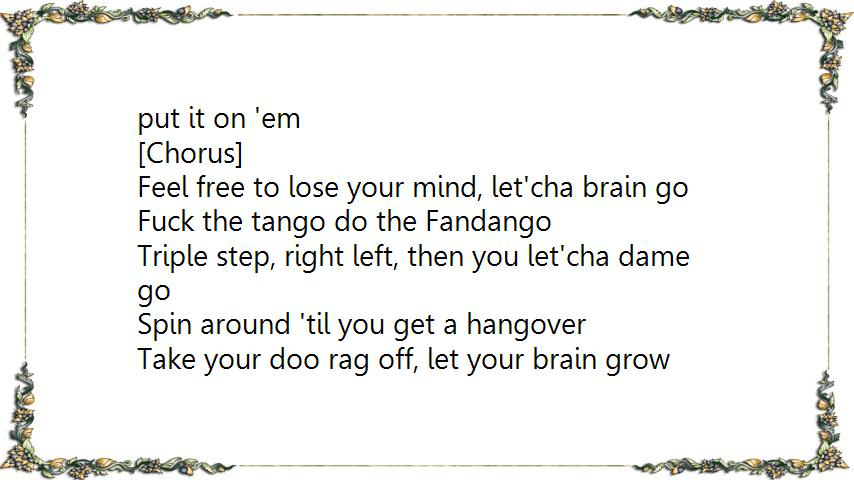 put it on 'em
[Chorus]
Feel free to lose your mind, let'cha brain go
Fuck the tango do the Fandango
Triple step, right left, then you let'cha dame
go
Spin around 'til you get a hangover
Take your doo rag off, let your brain grow